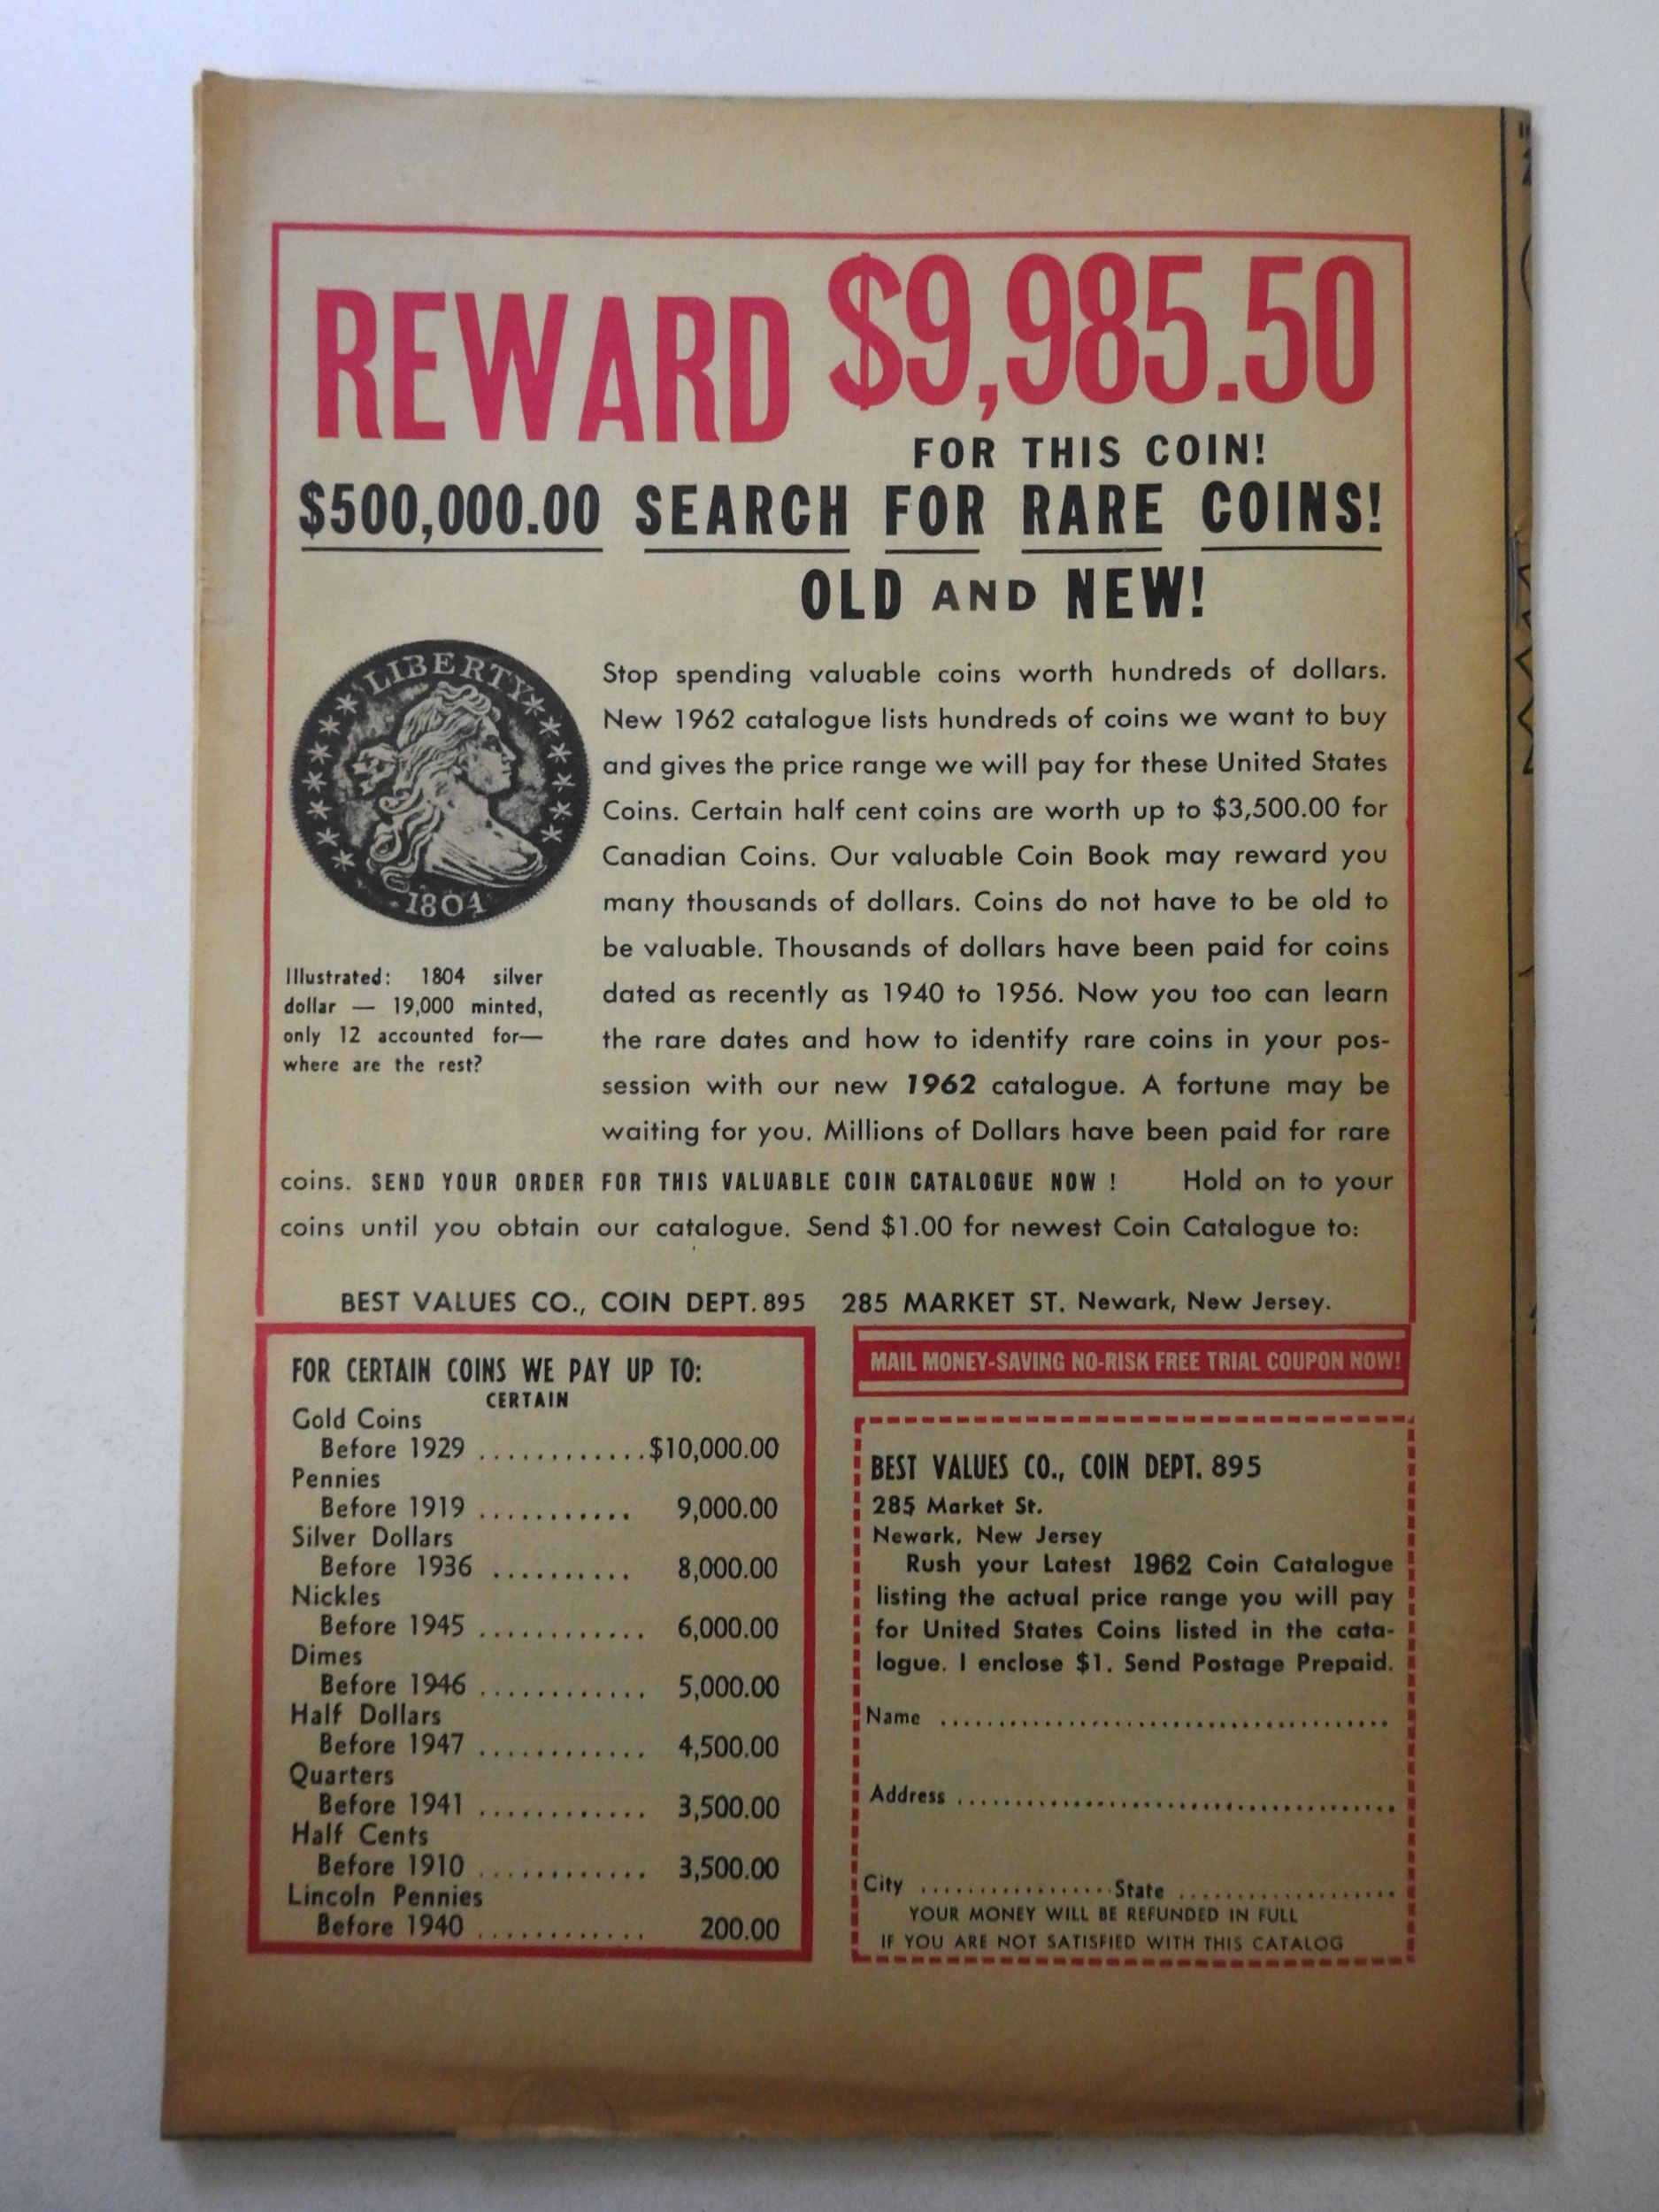 REWARD $9,985.50
FOR THIS COIN!
$500,000.00 SEARCH FOR RARE COINS!
OLD AND NEW!
LIBERTY
1804
Illustrated: 1804 silver
dollar — 19,000 minted,
only 12 accounted for—
where are the rest?
Stop spending valuable coins worth hundreds of dollars.
New 1962 catalogue lists hundreds of coins we want to buy
and gives the price range we will pay for these United States
Coins. Certain half cent coins are worth up to $3,500.00 for
Canadian Coins. Our valuable Coin Book may reward you
many thousands of dollars. Coins do not have to be old to
be valuable. Thousands of dollars have been paid for coins
dated as recently as 1940 to 1956. Now you too can learn
the rare dates and how to identify rare coins in your pos-
session with our new 1962 catalogue. A fortune may be
waiting for you. Millions of Dollars have been paid for rare
coins. SEND YOUR ORDER FOR THIS VALUABLE COIN CATALOGUE NOW ! Hold on to your
coins until you obtain our catalogue. Send $1.00 for newest Coin Catalogue to:
BEST VALUES CO., COIN DEPT. 895 285 MARKET ST. Newark, New Jersey.
FOR CERTAIN COINS WE PAY UP TO:
CERTAIN
Gold Coins
Before 1929 ............$10,000.00
Pennies
Before 1919 ........... 9,000.00
Silver Dollars
Before 1936 .......... 8,000.00
Nickles
Before 1945 ............ 6,000.00
Dimes
Before 1946 ............ 5,000.00
Half Dollars
Before 1947 ............ 4,500.00
Quarters
Before 1941 ............ 3,500.00
Half Cents
Before 1910 ............ 3,500.00
Lincoln Pennies
Before 1940 ............ 200.00
MAIL MONEY-SAVING NO-RISK FREE TRIAL COUPON NOW!
BEST VALUES CO., COIN DEPT. 895
285 Market St.
Newark, New Jersey
Rush your Latest 1962 Coin Catalogue
listing the actual price range you will pay
for United States Coins listed in the cata-
logue. I enclose $1. Send Postage Prepaid.
Name ......................................
Address .....................................
City .................State ...................
YOUR MONEY WILL BE REFUNDED IN FULL
IF YOU ARE NOT SATISFIED WITH THIS CATALOG